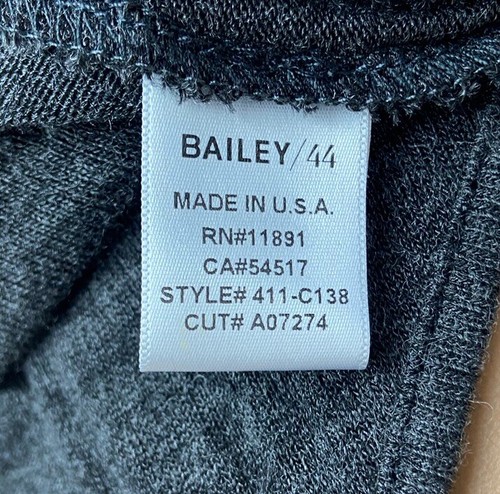 BAILEY/44
MADE IN U.S.A.
RN#11891
CA#54517
STYLE# 411-C138
CUT# A07274